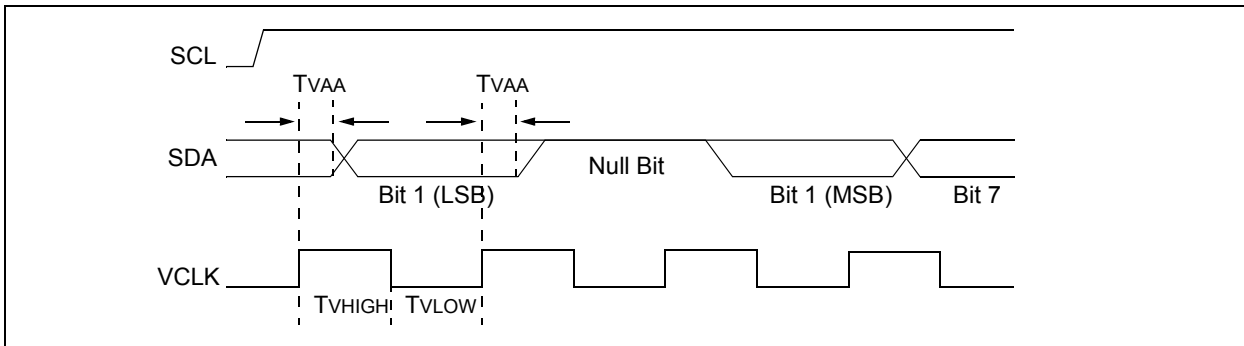 SCL
TVAA TVAA
SDA
Null Bit
Bit 1 (LSB) Bit 1 (MSB) Bit 7
VCLK
TVHIGH TVLOW